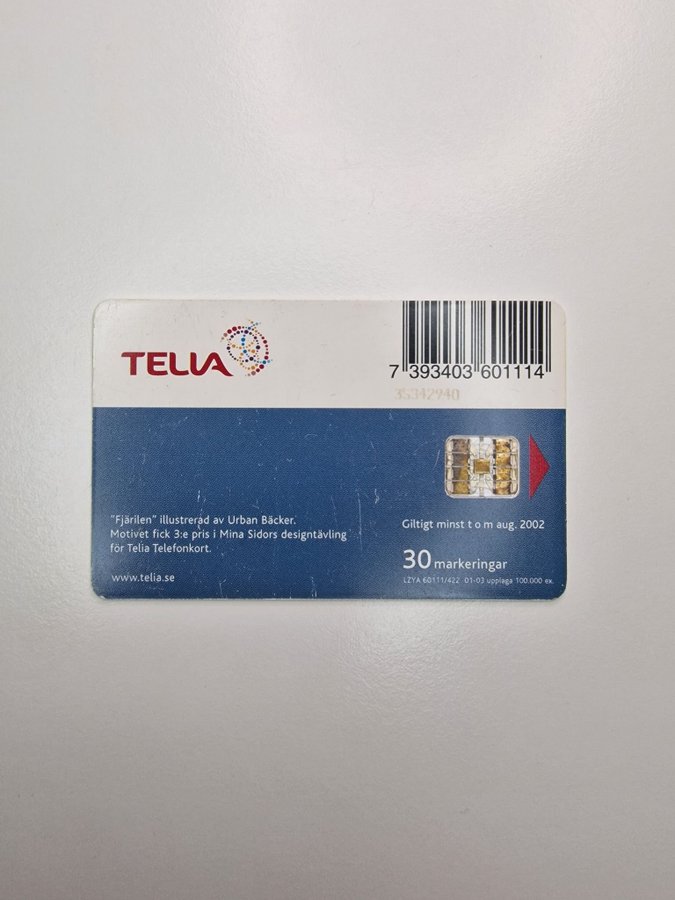 TELIA
7 393403 601114
35342940
"Fjärilen" illustrerad av Urban Bäcker.
Motivet fick 3:e pris i Mina Sidors designtävling
för Telia Telefonkort.
www.telia.se
Giltigt minst t o m aug. 2002
30 markeringar
LZYA 60111/422 01-03 upplaga 100.000 ex.